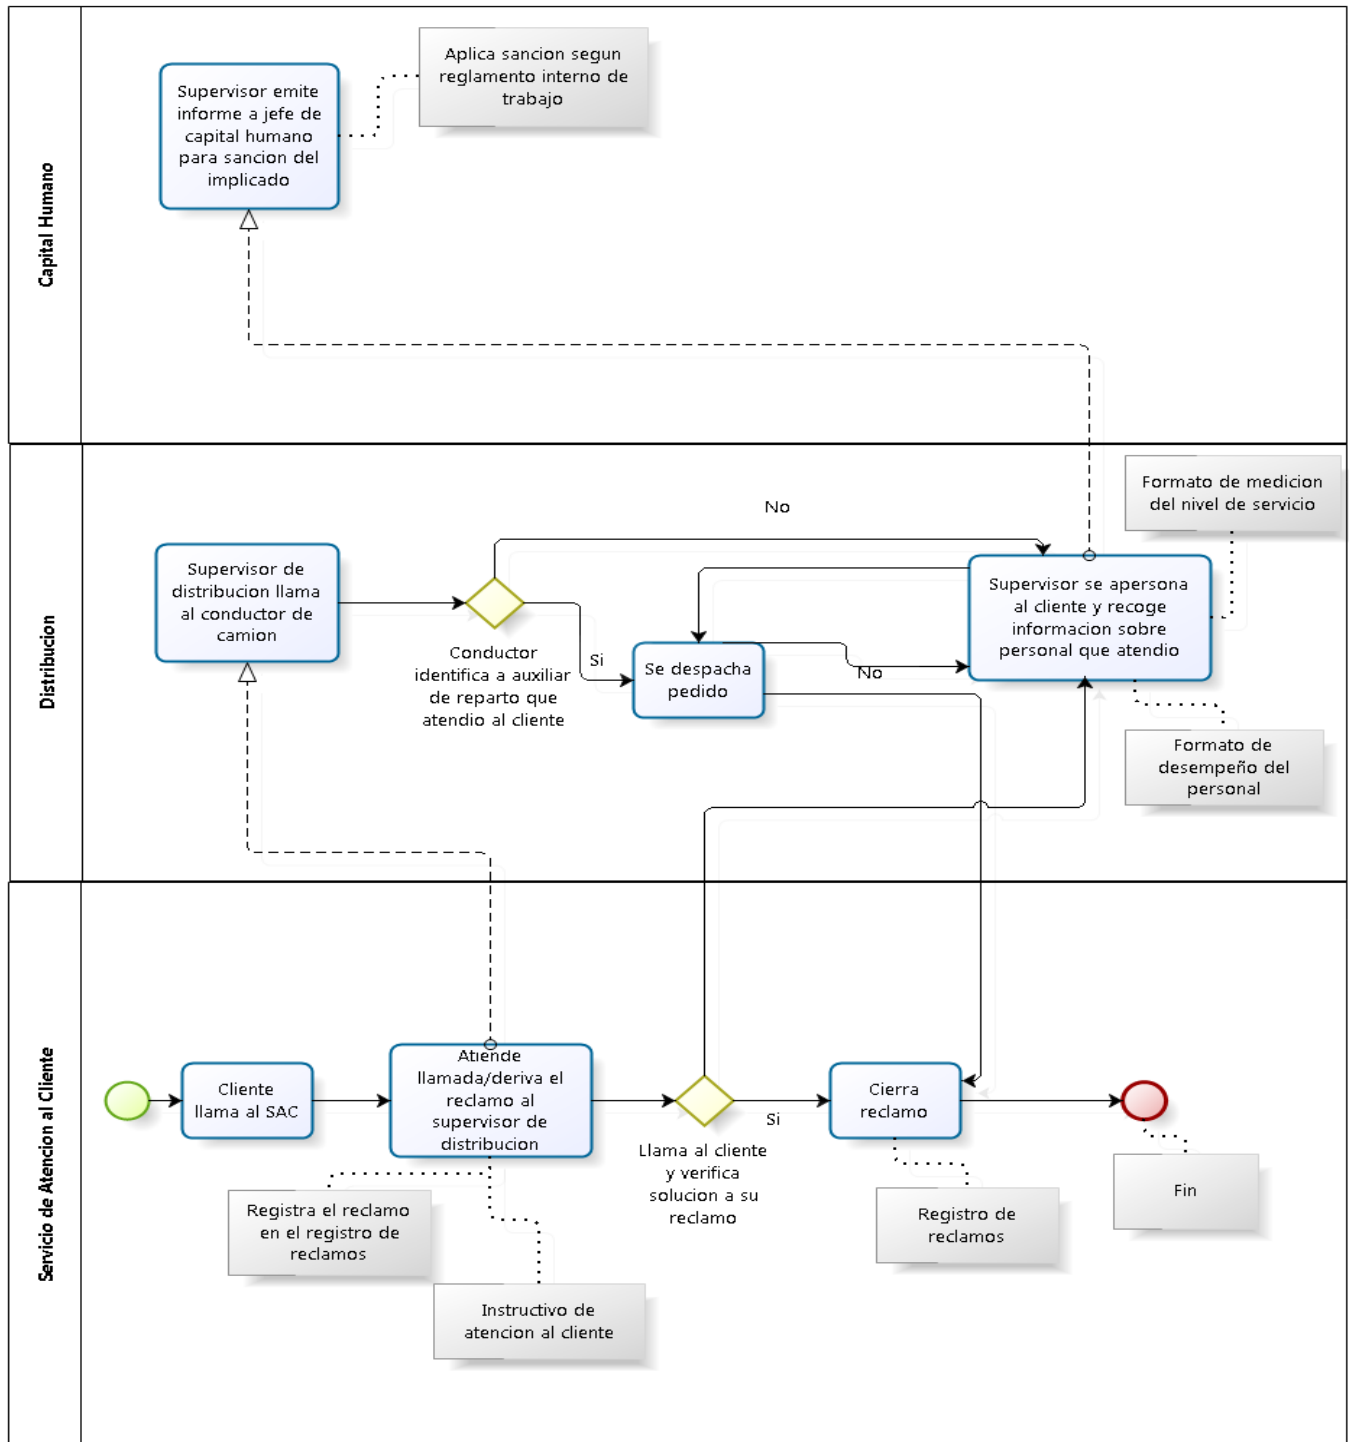 Capital Humano
Supervisor emite
informe a jefe de
capital humano
para sancion del
implicado
Aplica sancion segun
reglamento interno de
trabajo
Distribucion
Supervisor de
distribucion llama
al conductor de
camion
Conductor
identifica a auxiliar
de reparto que
atendio al cliente
No
Si
Se despacha
pedido
No
Supervisor se apersona
al cliente y recoge
informacion sobre
personal que atendio
Formato de medicion
del nivel de servicio
Formato de
desempeño del
personal
Servicio de Atencion al Cliente
Cliente
llama al SAC
Atiende
llamada/deriva el
reclamo al
supervisor de
distribucion
Registra el reclamo
en el registro de
reclamos
Instructivo de
atencion al cliente
Llama al cliente
y verifica
solucion a su
reclamo
Si
Cierra
reclamo
Registro de
reclamos
Fin